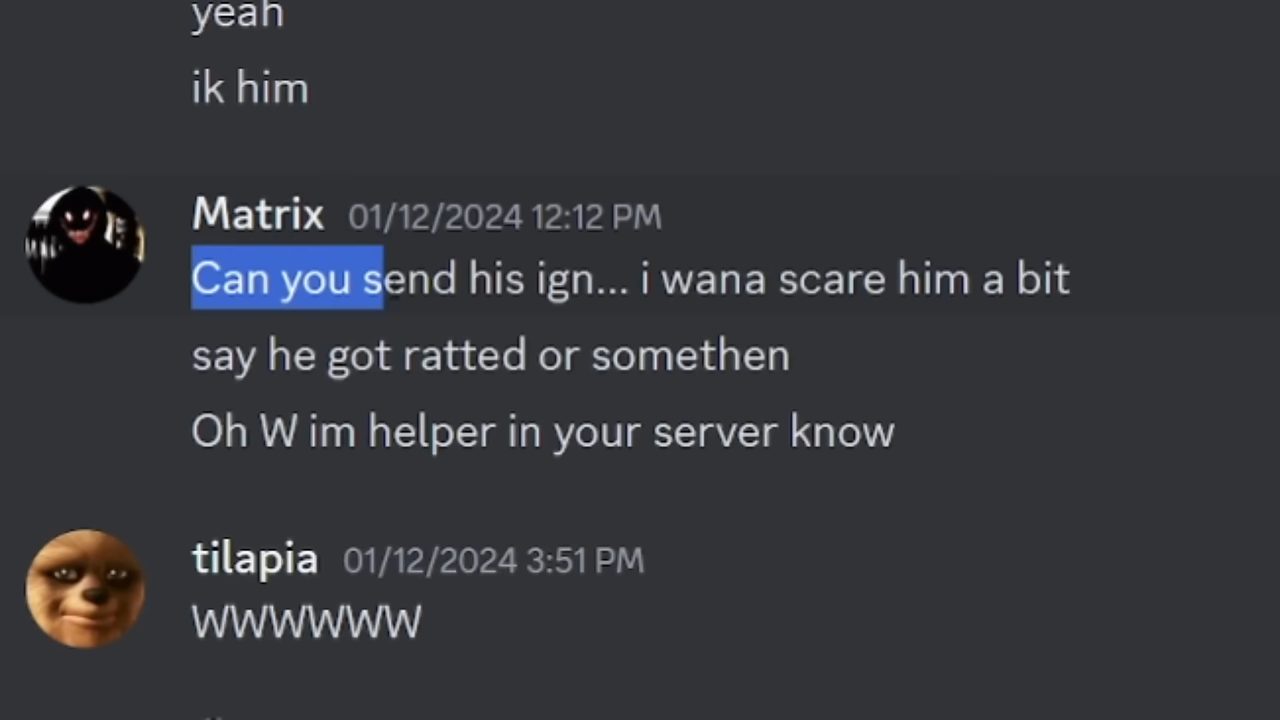 yeah
ik him
Matrix 01/12/2024 12:12 PM
Can you send his ign... i wana scare him a bit
say he got ratted or somethen
Oh W im helper in your server know
tilapia 01/12/2024 3:51 PM
WWWWWW